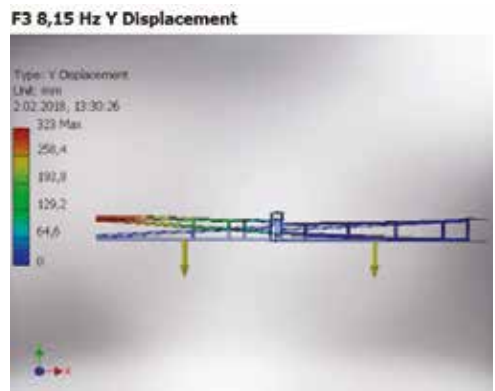 F3 8,15 Hz Y Displacement
Type: Y Displacement
Unit: mm
2.02.2018, 13:30:26
323 Max
258,4
193,8
129,2
64,6
0